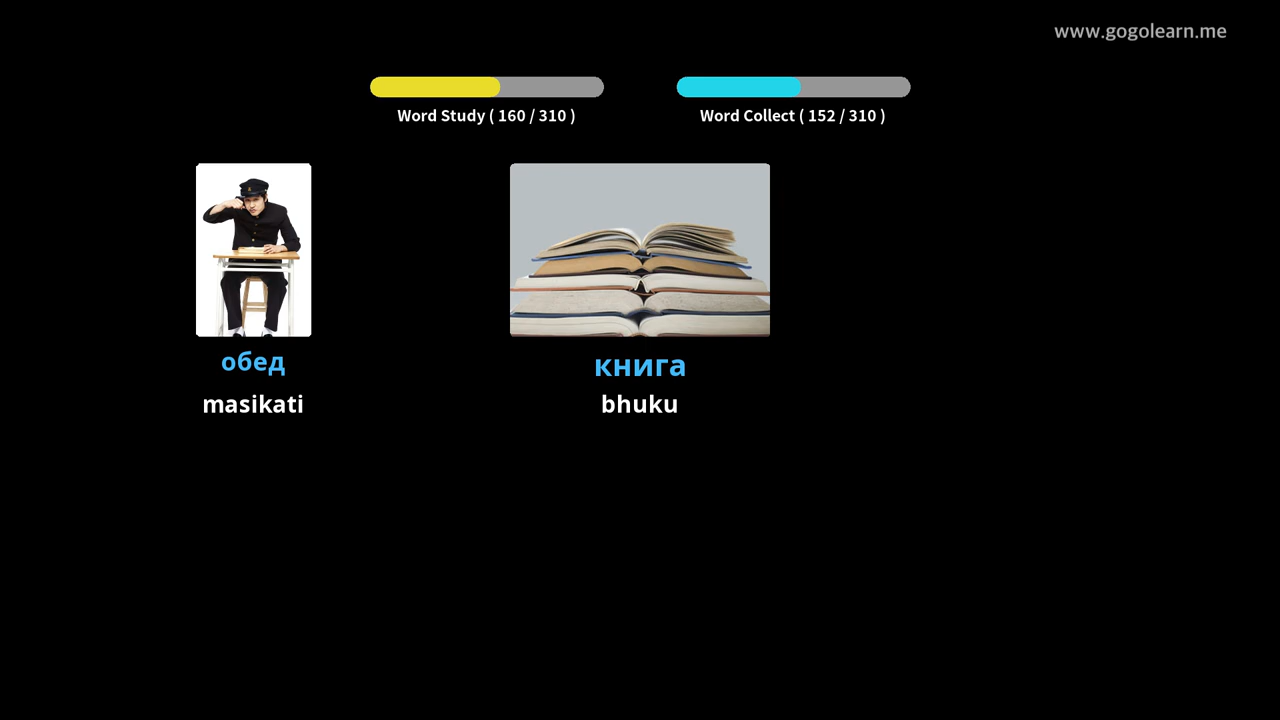 www.gogolearn.me
Word Study ( 160 / 310 )
Word Collect ( 152 / 310 )
обед
masikati
книга
bhuku